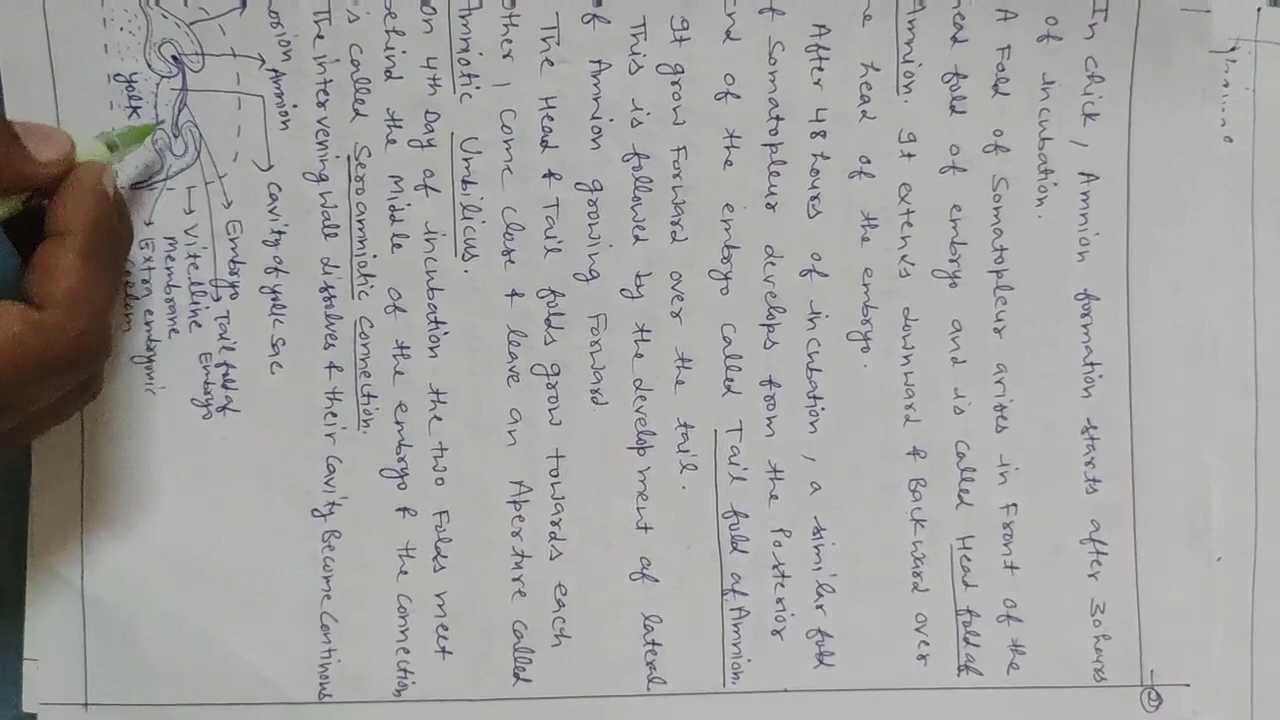 ②
In chick, Amnion formation starts after 30 hours
of incubation.
A Fold of Somatopleur arises in Front of the
head fold of embryo and is called Head fold of
Amnion. It extends downward & Backward over
the head of the embryo.
After 48 hours of incubation, a similar fold
of Somatopleur develops from the Posterior
end of the embryo called Tail fold of Amnion.
It grow Forward over the tail.
This is followed by the development of lateral
of Amnion growing Forward
The Head & Tail folds grow towards each
other, Come close & leave an Aperture called
Amniotic Umbilicus.
on 4th Day of incubation the two Folds meet
behind the Middle of the embryo & the Connection
is called Seroamniotic Connection.
The intervening wall dissolves & their Cavity Become Continous
cavity of yolk sac
Amnion
Tail fold of
Embryo
Embryo
Vitelline
Membrane
Extra embryonic
yolk